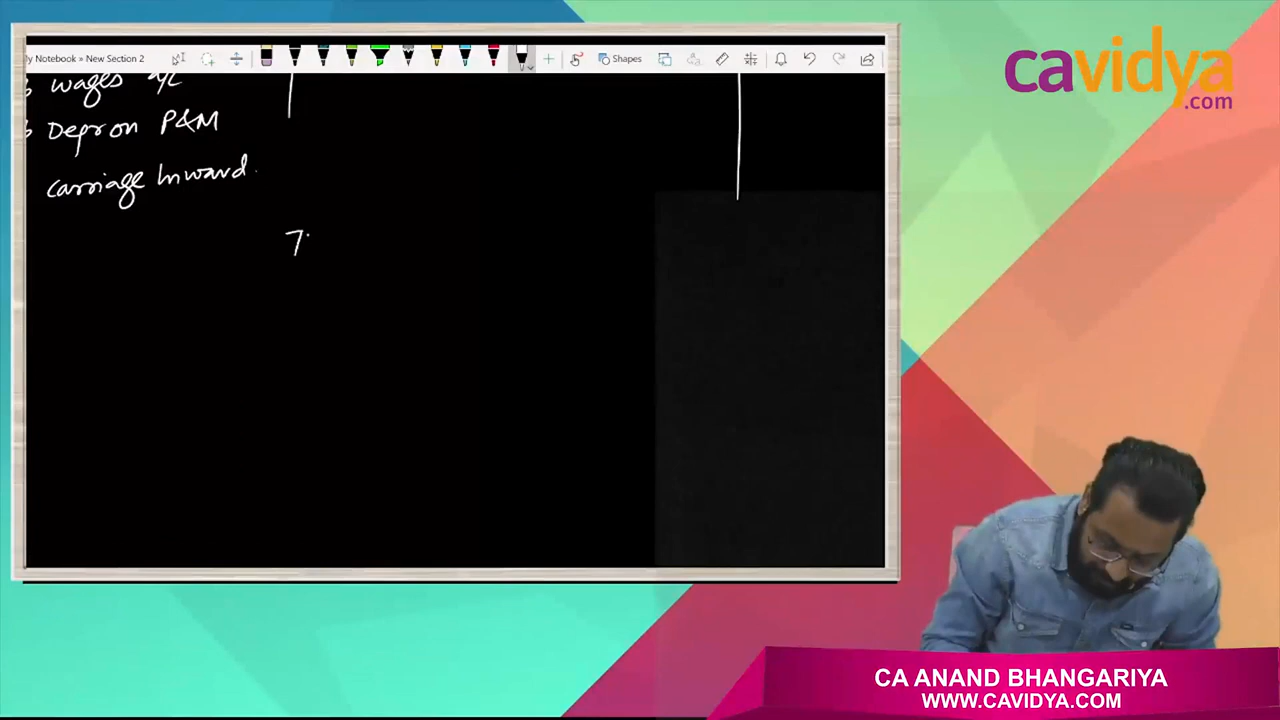 cavidya
.com
ly Notebook » New Section 2
Shapes
wages a/c
Depr on P&M
Carriage Inward.
7
CA ANAND BHANGARIYA
WWW.CAVIDYA.COM